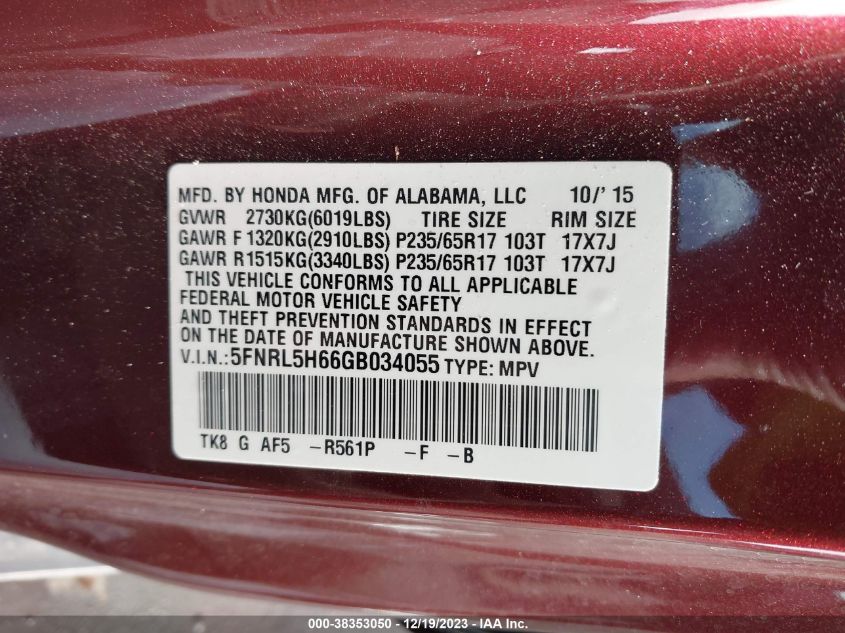 MFD. BY HONDA MFG. OF ALABAMA, LLC 10/'15
GVWR 2730KG(6019LBS) TIRE SIZE RIM SIZE
GAWR F1320KG(2910LBS) P235/65R17 103T 17X7J
GAWR R1515KG(3340LBS) P235/65R17 103T 17X7J
THIS VEHICLE CONFORMS TO ALL APPLICABLE
FEDERAL MOTOR VEHICLE SAFETY
AND THEFT PREVENTION STANDARDS IN EFFECT
ON THE DATE OF MANUFACTURE SHOWN ABOVE.
V.I.N.:5FNRL5H66GB034055 TYPE: MPV
TK8 G AF5 -R561P -F -B
000-38353050 - 12/19/2023 - IAA Inc.